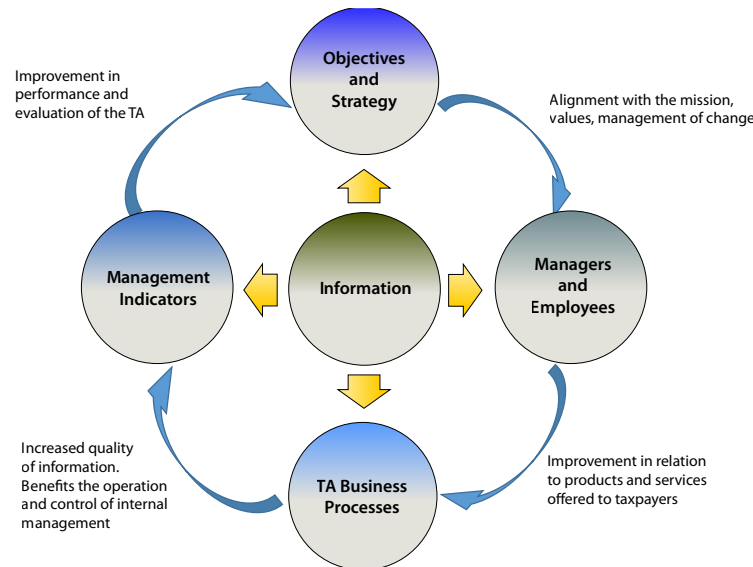 Objectives
and
Strategy
Improvement in
performance and
evaluation of the TA
Alignment with the mission,
values, management of change
Management
Indicators
Information
Managers
and
Employees
Increased quality
of information.
Benefits the operation
and control of internal
management
TA Business
Processes
Improvement in relation
to products and services
offered to taxpayers